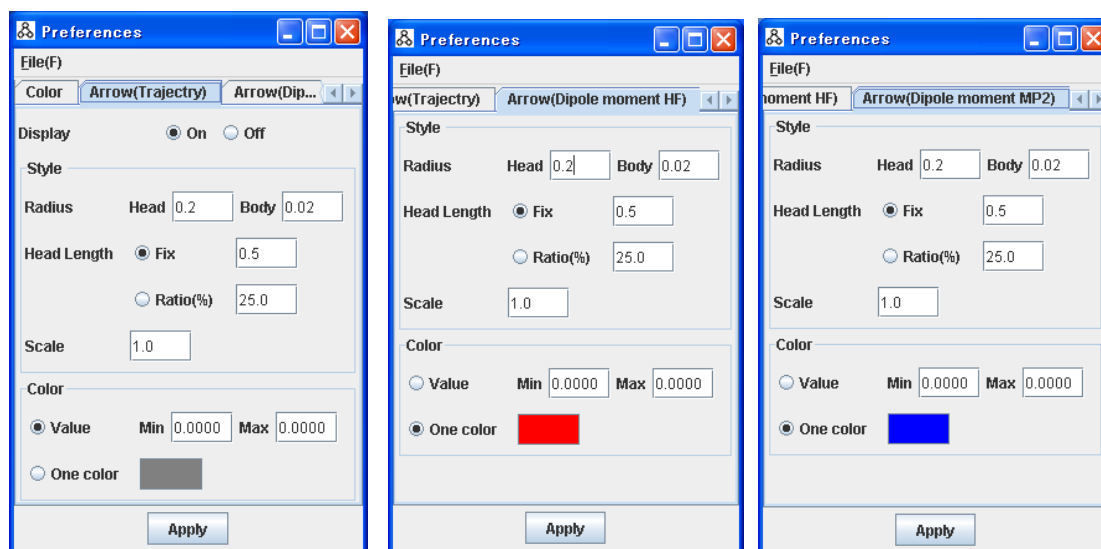 Preferences
File(F)
Color Arrow(Trajectry) Arrow(Dip...
Display On Off
Style
Radius Head 0.2 Body 0.02
Head Length Fix 0.5
Ratio(%) 25.0
Scale 1.0
Color
Value Min 0.0000 Max 0.0000
One color
Apply
Preferences
File(F)
w(Trajectry) Arrow(Dipole moment HF)
Style
Radius Head 0.2 Body 0.02
Head Length Fix 0.5
Ratio(%) 25.0
Scale 1.0
Color
Value Min 0.0000 Max 0.0000
One color
Apply
Preferences
File(F)
moment HF) Arrow(Dipole moment MP2)
Style
Radius Head 0.2 Body 0.02
Head Length Fix 0.5
Ratio(%) 25.0
Scale 1.0
Color
Value Min 0.0000 Max 0.0000
One color
Apply